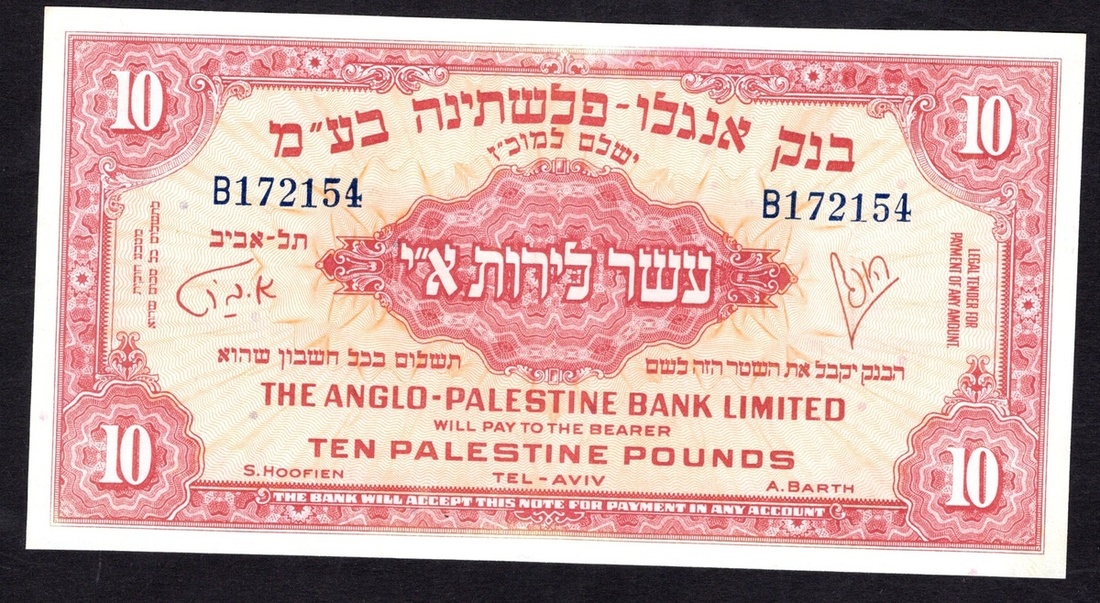 10 10
בנק אנגלו-פלשתינה בע"מ
ישלם למוכ"ז
B172154 B172154
תל-אביב
עשר לירות א"י
LEGAL TENDER FOR
PAYMENT OF ANY AMOUNT
הבנק יקבל את השטר הזה לשם תשלום בכל חשבון שהוא
THE ANGLO-PALESTINE BANK LIMITED
WILL PAY TO THE BEARER
TEN PALESTINE POUNDS
S. HOOFIEN TEL-AVIV A. BARTH
10 10
THE BANK WILL ACCEPT THIS NOTE FOR PAYMENT IN ANY ACCOUNT